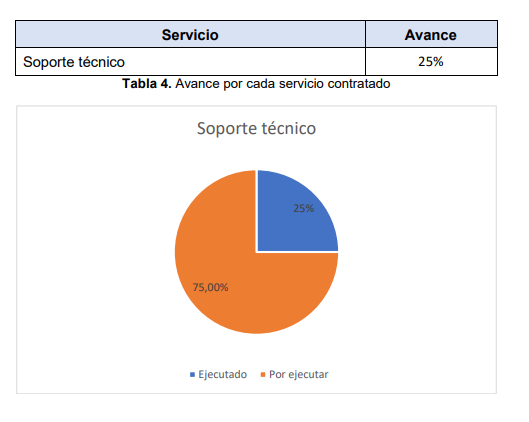 Servicio Avance
Soporte técnico 25%
Tabla 4. Avance por cada servicio contratado
Soporte técnico
25%
75,00%
Ejecutado Por ejecutar